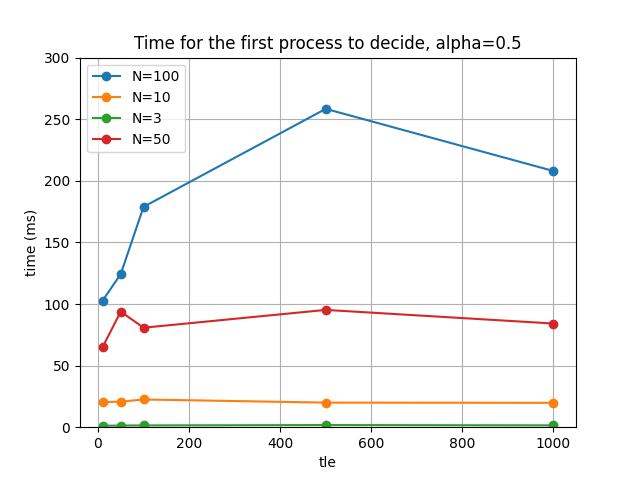 Time for the first process to decide, alpha=0.5
N=100
N=10
N=3
N=50
time (ms)
300
250
200
150
100
50
0
0 200 400 600 800 1000
tle